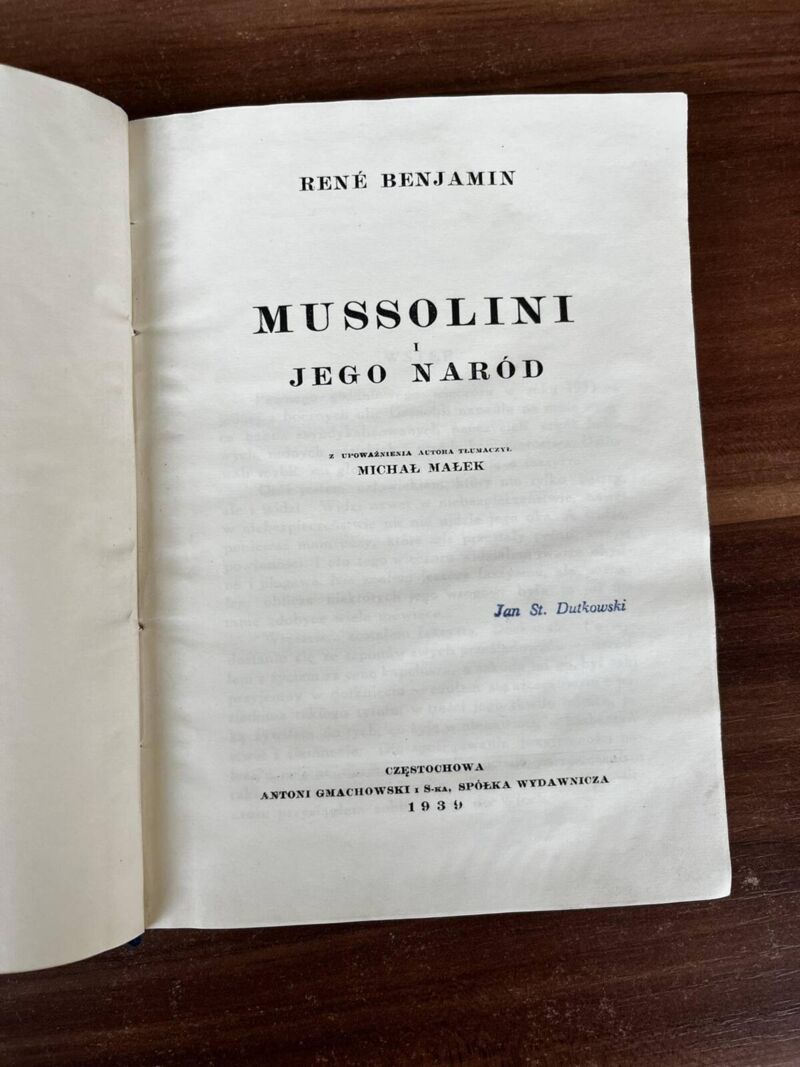 RENÉ BENJAMIN
MUSSOLINI
I
JEGO NARÓD
Z UPOWAŻNIENIA AUTORA TŁUMACZYŁ
MICHAŁ MAŁEK
Jan St. Dutkowski
CZĘSTOCHOWA
ANTONI GMACHOWSKI I S-KA, SPÓŁKA WYDAWNICZA
1939